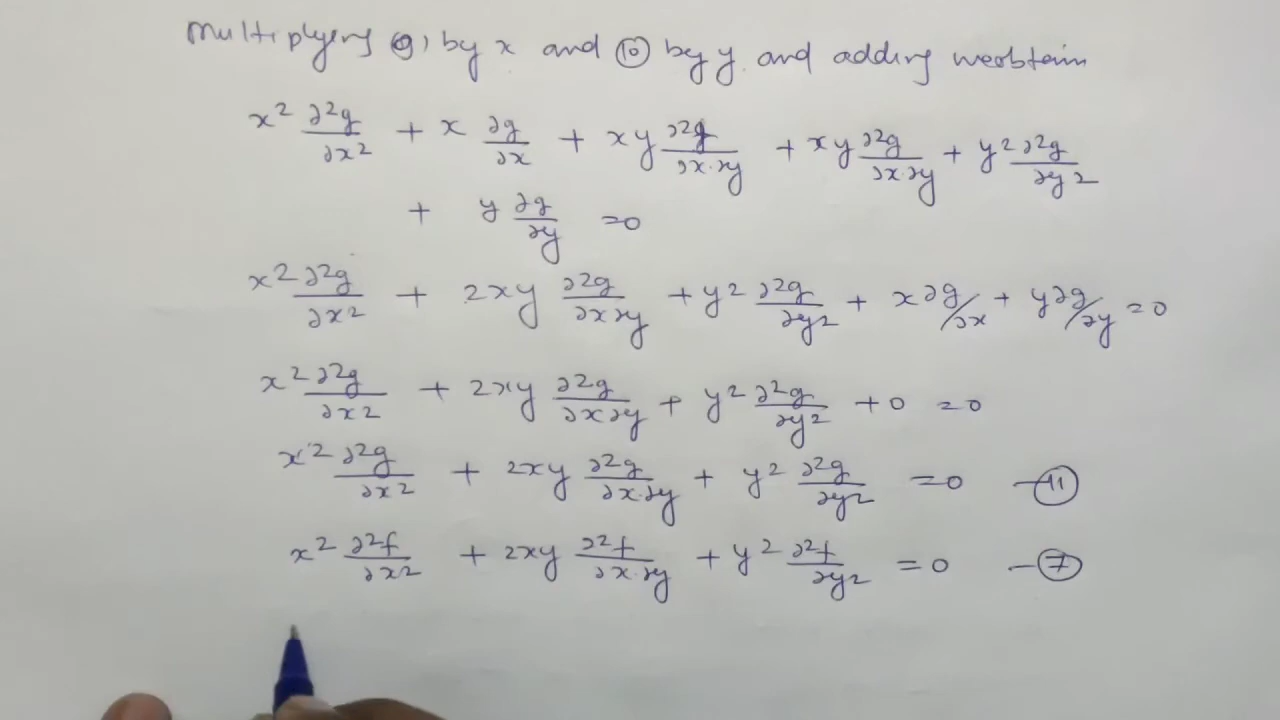 Multiplyers (9) by x and (10) by y and adding weobtain
x² ∂²g/∂x² + x ∂g/∂x + xy ∂²g/∂x·∂y + xy ∂²g/∂x∂y + y² ∂²g/∂y²
+ y ∂g/∂y = 0
x² ∂²g/∂x² + 2xy ∂²g/∂x∂y + y² ∂²g/∂y² + x ∂g/∂x + y ∂g/∂y = 0
x² ∂²g/∂x² + 2xy ∂²g/∂x∂y + y² ∂²g/∂y² + 0 = 0
x² ∂²g/∂x² + 2xy ∂²g/∂x·∂y + y² ∂²g/∂y² = 0 — (11)
x² ∂²f/∂x² + 2xy ∂²f/∂x·∂y + y² ∂²f/∂y² = 0 — (7)